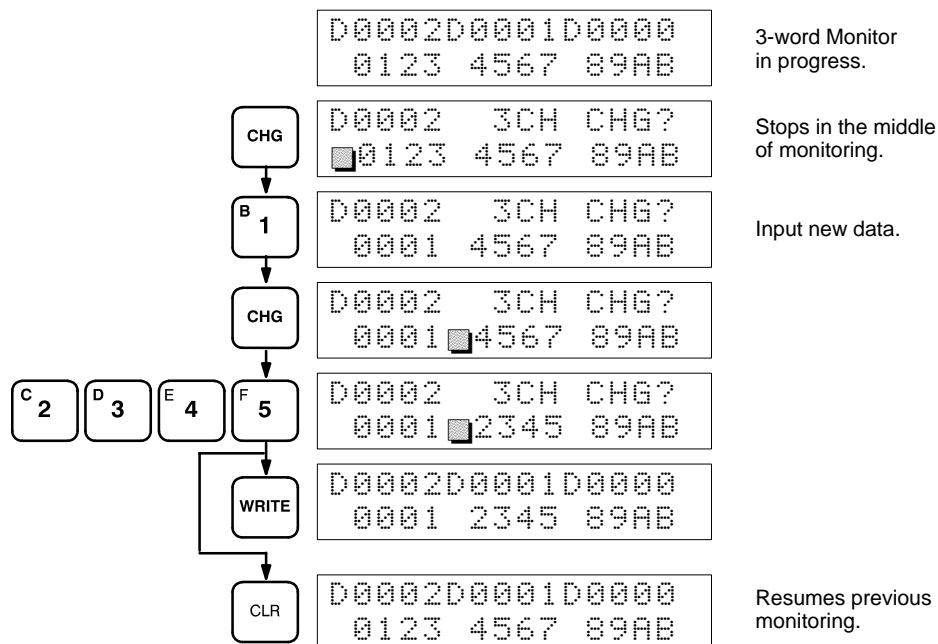 D0002D0001D0000
0123 4567 89AB
3-word Monitor
in progress.
CHG
D0002 3CH CHG?
0123 4567 89AB
Stops in the middle
of monitoring.
B 1
D0002 3CH CHG?
0001 4567 89AB
Input new data.
CHG
D0002 3CH CHG?
0001 4567 89AB
C 2
D 3
E 4
F 5
D0002 3CH CHG?
0001 2345 89AB
WRITE
D0002D0001D0000
0001 2345 89AB
CLR
D0002D0001D0000
0123 4567 89AB
Resumes previous
monitoring.